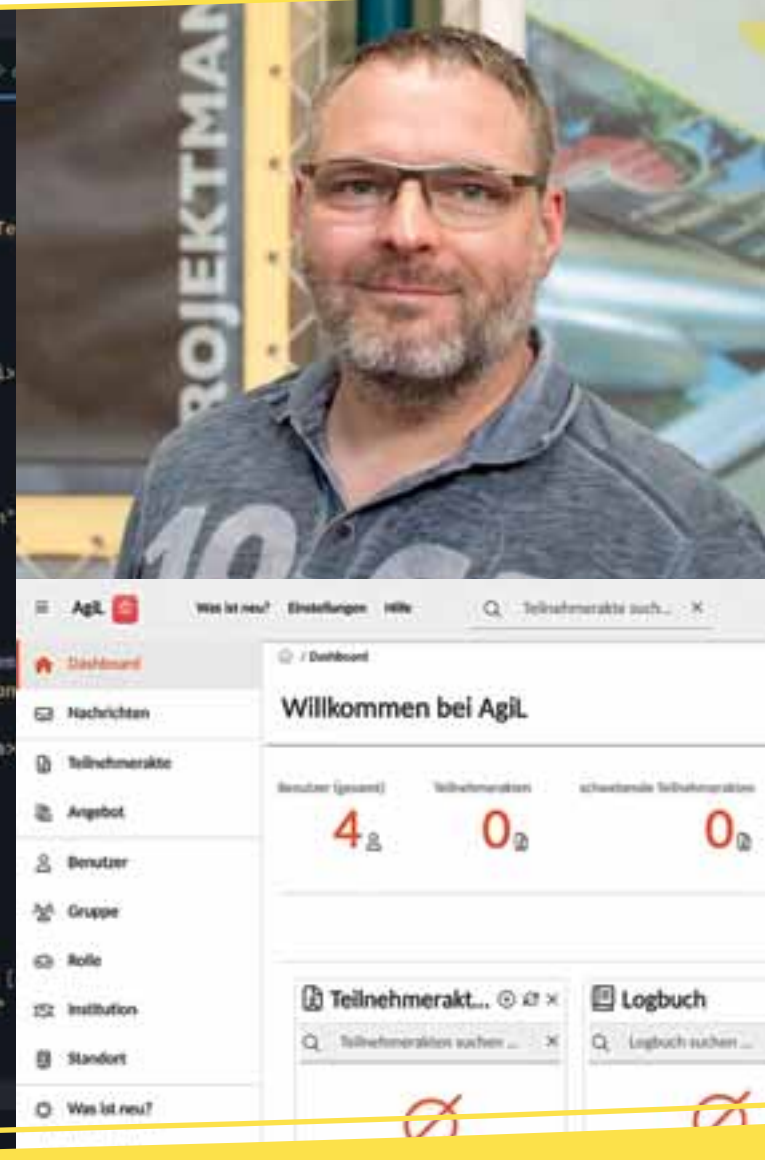 ROJEKTMAN
AgiL
Was ist neu? Einstellungen Hilfe
Teilnehmerakte such...
Dashboard
/ Dashboard
Nachrichten
Willkommen bei AgiL
Teilnehmerakte
Angebot
Benutzer (gesamt)
Teilnehmerakten
schwebende Teilnehmerakten
4
0
0
Benutzer
Gruppe
Rolle
Institution
Standort
Was ist neu?
Teilnehmerakt...
Teilnehmerakten suchen ...
Logbuch
Logbuch suchen ...